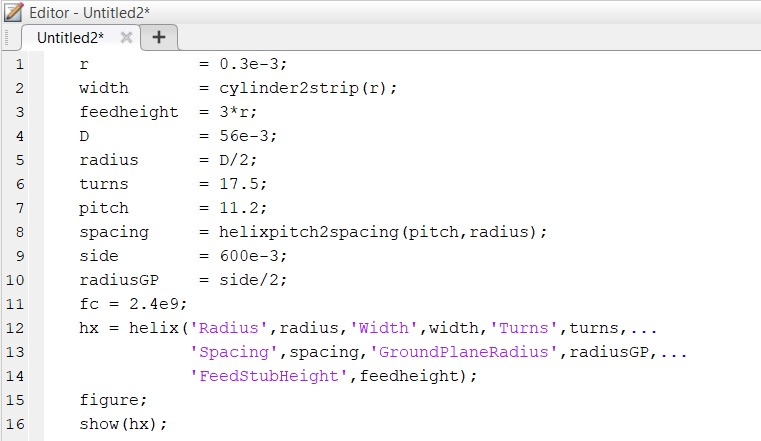 Editor - Untitled2*
Untitled2* × +
1 r = 0.3e-3;
2 width = cylinder2strip(r);
3 feedheight = 3*r;
4 D = 56e-3;
5 radius = D/2;
6 turns = 17.5;
7 pitch = 11.2;
8 spacing = helixpitch2spacing(pitch,radius);
9 side = 600e-3;
10 radiusGP = side/2;
11 fc = 2.4e9;
12 hx = helix('Radius',radius,'Width',width,'Turns',turns,...
13 'Spacing',spacing,'GroundPlaneRadius',radiusGP,...
14 'FeedStubHeight',feedheight);
15 figure;
16 show(hx);